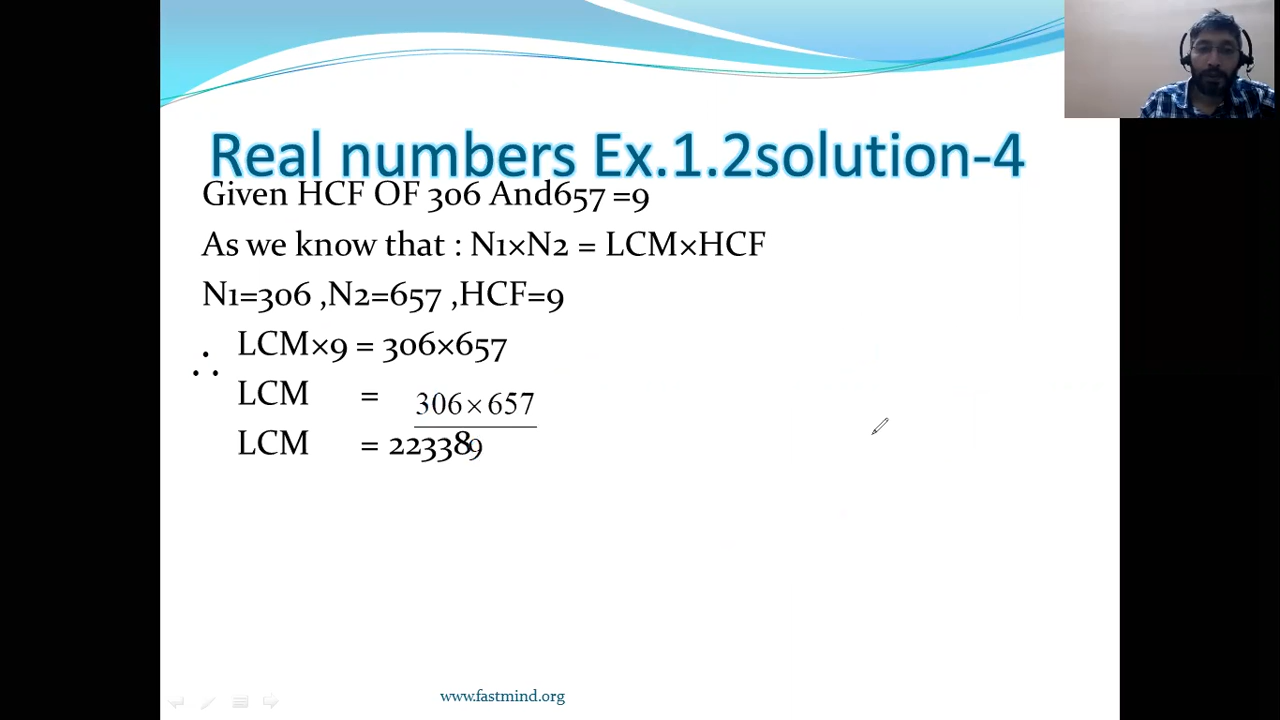 Real numbers Ex.1.2solution-4
Given HCF OF 306 And657 =9
As we know that : N1×N2 = LCM×HCF
N1=306 ,N2=657 ,HCF=9
∴ LCM×9 = 306×657
LCM = 306×657
9
LCM = 22338
www.fastmind.org